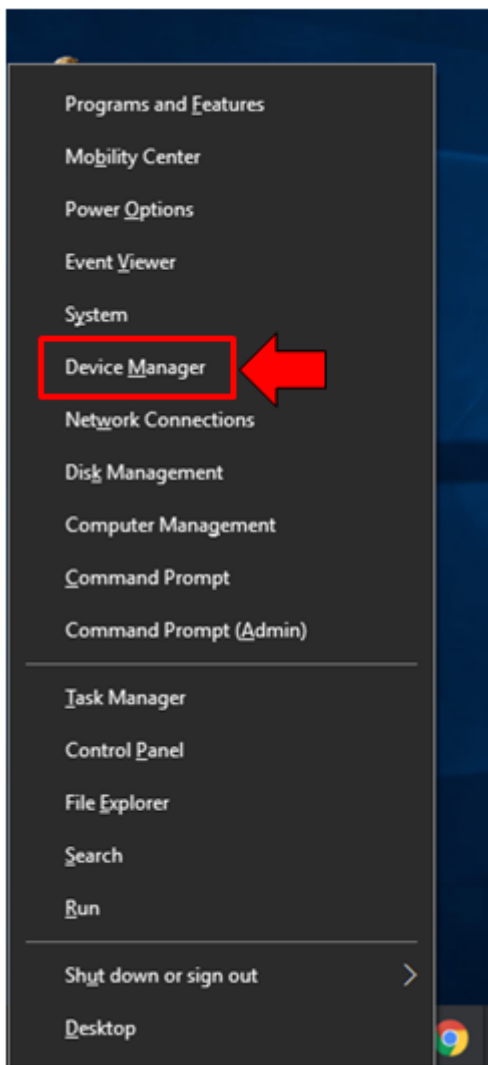 Programs and Features
Mobility Center
Power Options
Event Viewer
System
Device Manager
Network Connections
Disk Management
Computer Management
Command Prompt
Command Prompt (Admin)
Task Manager
Control Panel
File Explorer
Search
Run
Shut down or sign out
Desktop